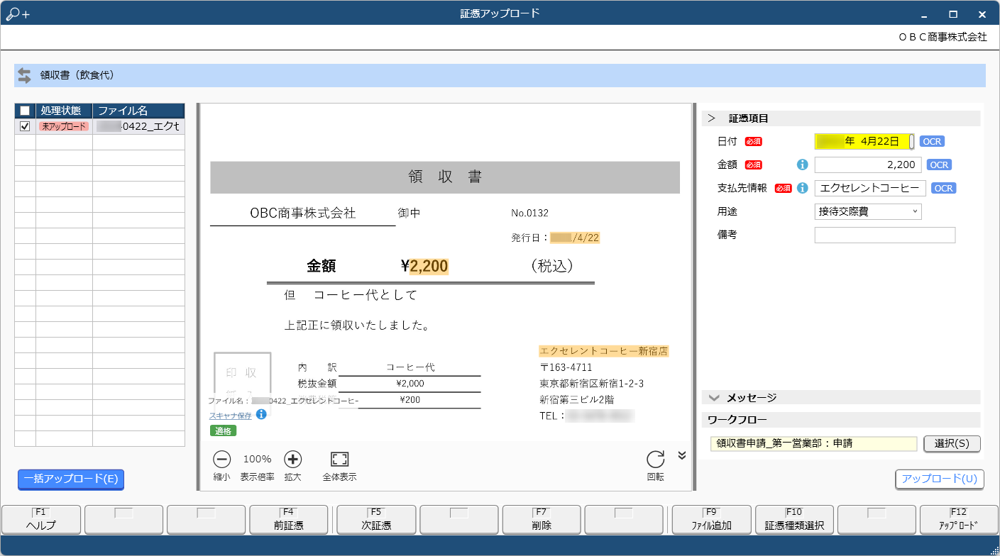 証憑アップロード
ＯＢＣ商事株式会社
領収書（飲食代）
処理状態 ファイル名
未アップロード 0422_エクセ
領 収 書
OBC商事株式会社 御中 No.0132
発行日： /4/22
金額 ¥2,200 （税込）
但 コーヒー代として
上記正に領収いたしました。
エクセレントコーヒー新宿店
〒163-4711
東京都新宿区新宿1-2-3
新宿第三ビル2階
TEL：
印 収
内 訳 コーヒー代
税抜金額 ¥2,000
¥200
ファイル名： 0422_エクセレントコーヒー
スキャナ保存
適格
100%
縮小 表示倍率 拡大 全体表示 回転
証憑項目
日付 必須 年 4月22日 OCR
金額 必須 2,200 OCR
支払先情報 必須 エクセレントコーヒー OCR
用途 接待交際費
備考
メッセージ
ワークフロー
領収書申請_第一営業部：申請 選択(S)
一括アップロード(E) アップロード(U)
F1 F4 F5 F7 F9 F10 F12
ヘルプ 前証憑 次証憑 削除 ﾌｧｲﾙ追加 証憑種類選択 ｱｯﾌﾟﾛｰﾄﾞ